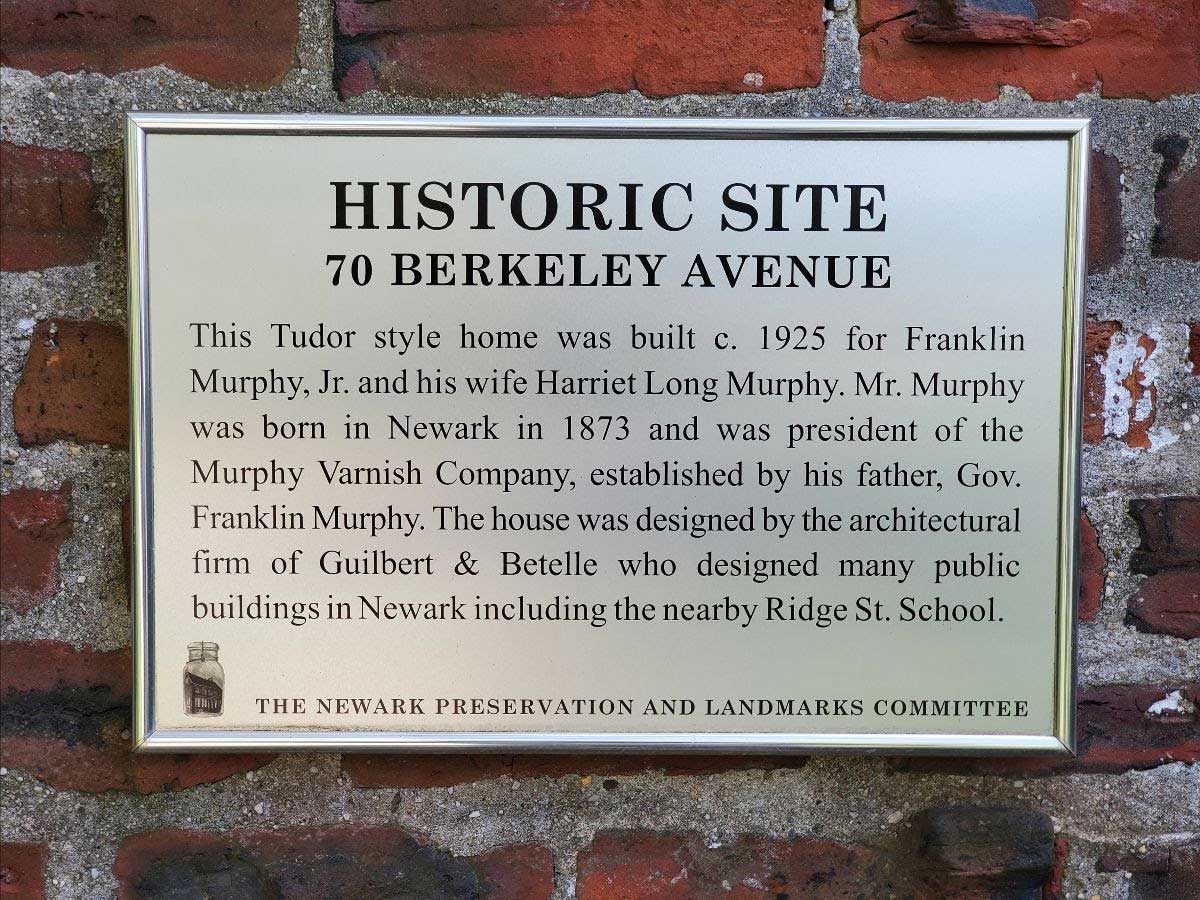 HISTORIC SITE
70 BERKELEY AVENUE
This Tudor style home was built c. 1925 for Franklin
Murphy, Jr. and his wife Harriet Long Murphy. Mr. Murphy
was born in Newark in 1873 and was president of the
Murphy Varnish Company, established by his father, Gov.
Franklin Murphy. The house was designed by the architectural
firm of Guilbert & Betelle who designed many public
buildings in Newark including the nearby Ridge St. School.
THE NEWARK PRESERVATION AND LANDMARKS COMMITTEE